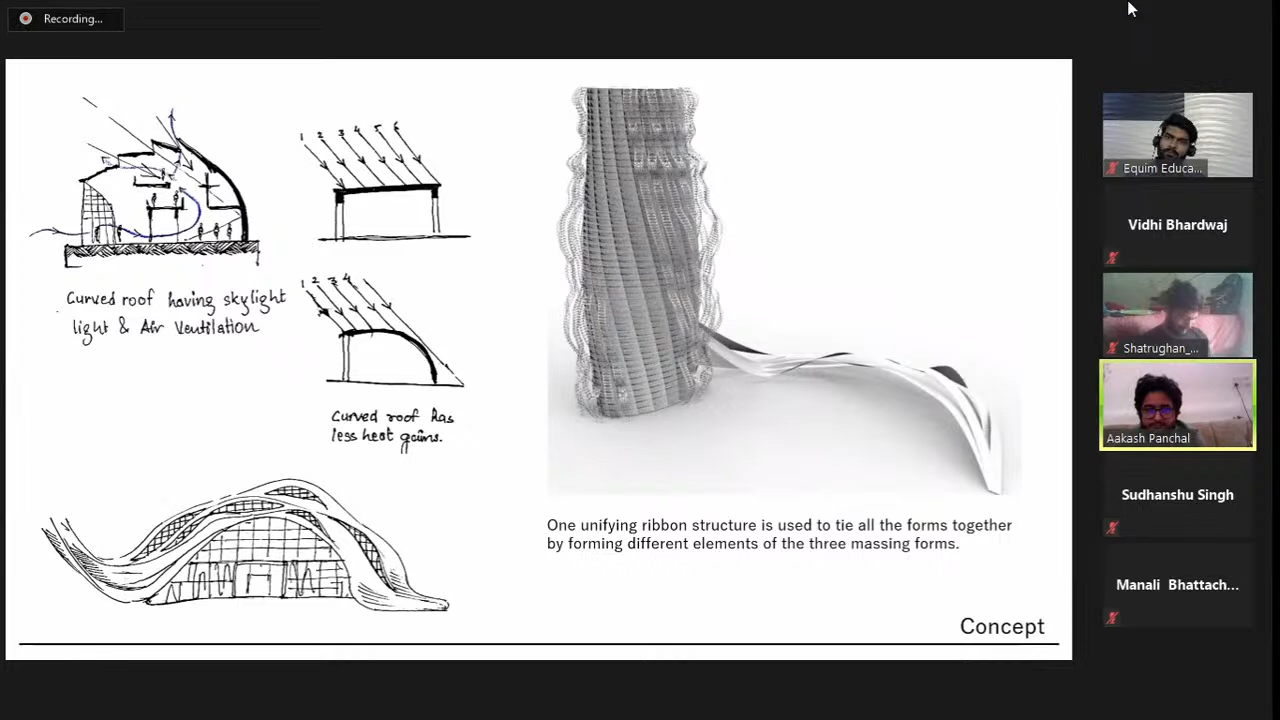 Recording...
1 2 3 4 5 6
Curved roof having skylight
light & Air Ventilation
1 2 3 4
Curved roof has
less heat gains.
One unifying ribbon structure is used to tie all the forms together
by forming different elements of the three massing forms.
Concept
Equim Educa...
Vidhi Bhardwaj
Shatrughan_...
Aakash Panchal
Sudhanshu Singh
Manali Bhattach...